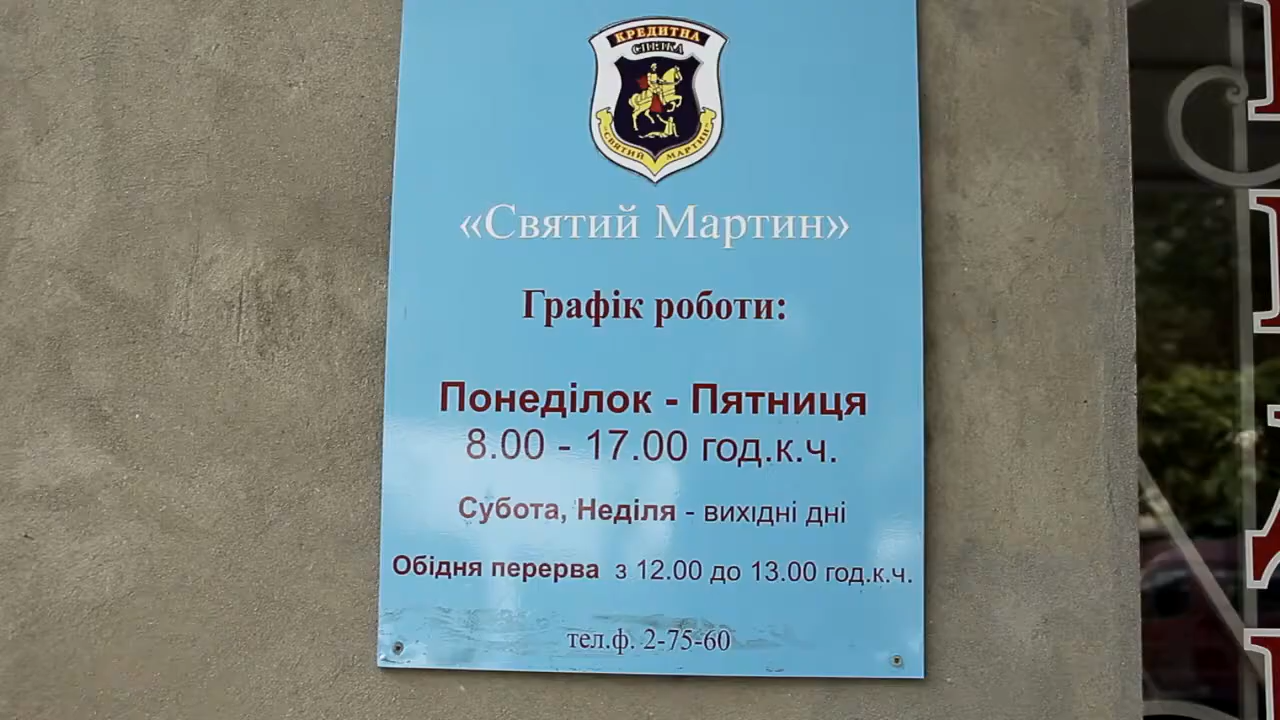 КРЕДИТНА
СПІЛКА
СВЯТИЙ МАРТИН
«Святий Мартин»
Графік роботи:
Понеділок - Пятниця
8.00 - 17.00 год.к.ч.
Субота, Неділя - вихідні дні
Обідня перерва з 12.00 до 13.00 год.к.ч.
тел.ф. 2-75-60